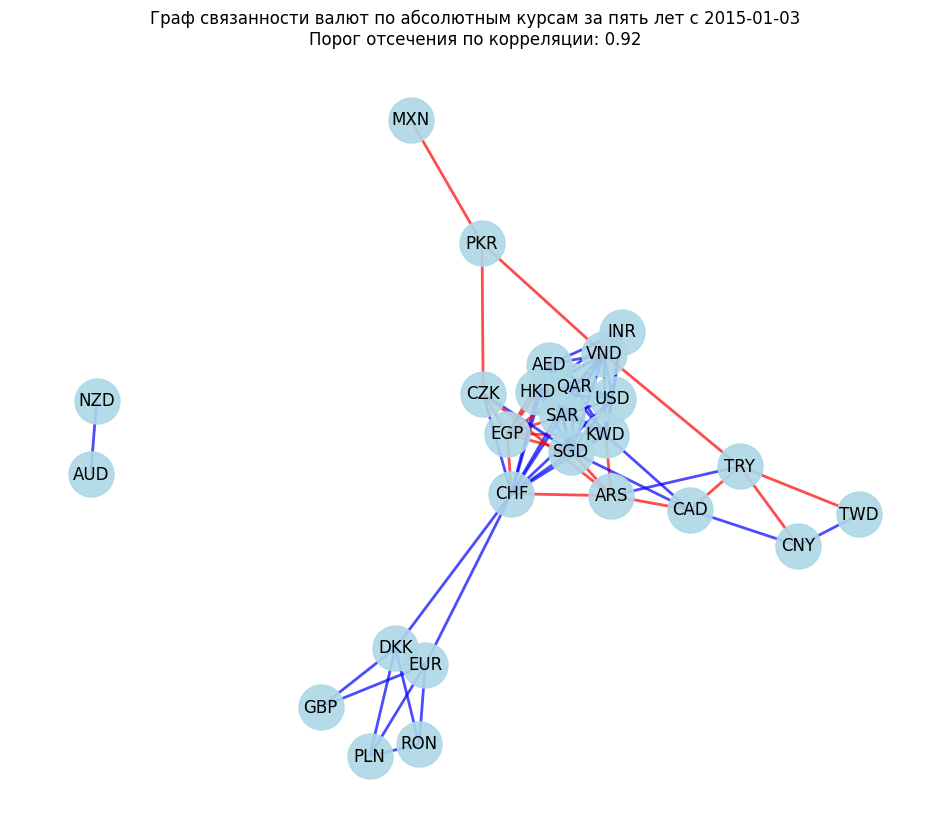 Граф связанности валют по абсолютным курсам за пять лет с 2015-01-03
Порог отсечения по корреляции: 0.92
MXN
PKR
INR
VND
AED
QAR
HKD
USD
CZK
NZD
SAR
EGP
KWD
SGD
TRY
AUD
CHF
ARS
CAD
TWD
CNY
DKK
EUR
GBP
RON
PLN